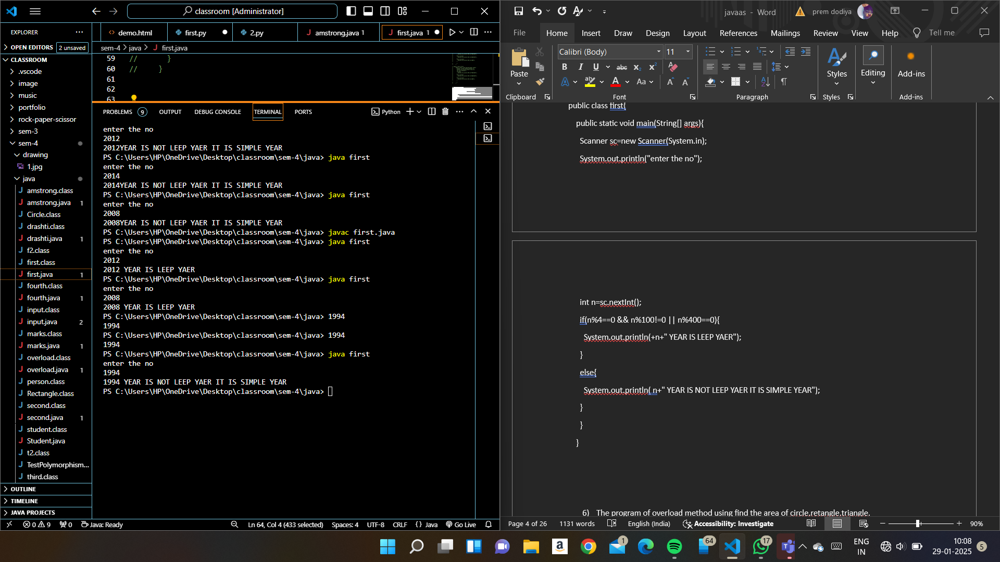 classroom [Administrator]
EXPLORER
OPEN EDITORS 2 unsaved
CLASSROOM
.vscode
image
music
portfolio
rock-paper-scissor
sem-3
sem-4
drawing
1.jpg
java
amstrong.class
amstrong.java 1
Circle.class
drashti.class
drashti.java 1
f2.class
first.class
first.java 1
fourth.class
fourth.java 1
input.class
input.java 2
marks.class
marks.java 1
overload.class
overload.java 1
person.class
Rectangle.class
second.class
second.java 1
student.class
Student.java
t2.class
TestPolymorphism...
third.class
OUTLINE
TIMELINE
JAVA PROJECTS
demo.html first.py 2.py amstrong.java 1 first.java 1
sem-4 > java > first.java
59 // }
60 // }
61
62
63
PROBLEMS 9 OUTPUT DEBUG CONSOLE TERMINAL PORTS Python
enter the no
2012
2012YEAR IS NOT LEEP YAER IT IS SIMPLE YEAR
PS C:\Users\HP\OneDrive\Desktop\classroom\sem-4\java> java first
enter the no
2014
2014YEAR IS NOT LEEP YAER IT IS SIMPLE YEAR
PS C:\Users\HP\OneDrive\Desktop\classroom\sem-4\java> java first
enter the no
2008
2008YEAR IS NOT LEEP YAER IT IS SIMPLE YEAR
PS C:\Users\HP\OneDrive\Desktop\classroom\sem-4\java> javac first.java
PS C:\Users\HP\OneDrive\Desktop\classroom\sem-4\java> java first
enter the no
2012
2012 YEAR IS LEEP YAER
PS C:\Users\HP\OneDrive\Desktop\classroom\sem-4\java> java first
enter the no
2008
2008 YEAR IS LEEP YAER
PS C:\Users\HP\OneDrive\Desktop\classroom\sem-4\java> 1994
1994
PS C:\Users\HP\OneDrive\Desktop\classroom\sem-4\java> 1994
1994
PS C:\Users\HP\OneDrive\Desktop\classroom\sem-4\java> java first
enter the no
1994
1994 YEAR IS NOT LEEP YAER IT IS SIMPLE YEAR
PS C:\Users\HP\OneDrive\Desktop\classroom\sem-4\java>
0 9 0 Java: Ready Ln 64, Col 4 (433 selected) Spaces: 4 UTF-8 CRLF {} Java Go Live
javaas - Word prem dodiya
File Home Insert Draw Design Layout References Mailings Review View Help Tell me
Calibri (Body) 11
Paste Styles Editing Add-ins
Clipboard Font Paragraph Styles Add-ins
public class first{
public static void main(String[] args){
Scanner sc=new Scanner(System.in);
System.out.println("enter the no");
int n=sc.nextInt();
if(n%4==0 && n%100!=0 || n%400==0){
System.out.println(+n+" YEAR IS LEEP YAER");
}
else{
System.out.println( n+" YEAR IS NOT LEEP YAER IT IS SIMPLE YEAR");
}
}
}
6) The program of overload method using find the area of circle,retangle,triangle.
Page 4 of 26 1131 words English (India) Accessibility: Investigate 90%
1 64 17
ENG
IN
10:08
29-01-2025
5